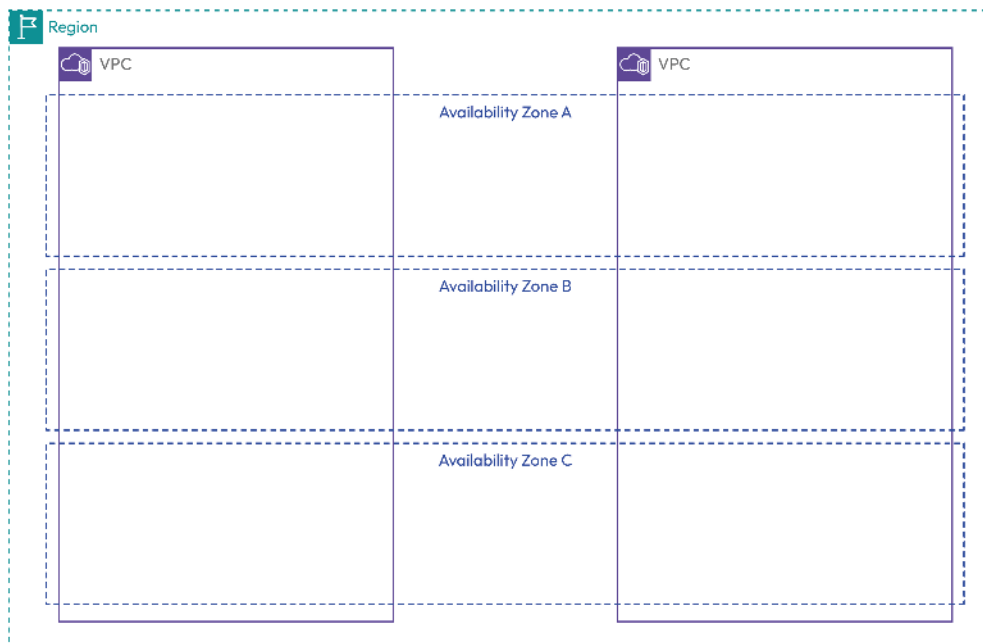 Region
VPC
VPC
Availability Zone A
Availability Zone B
Availability Zone C